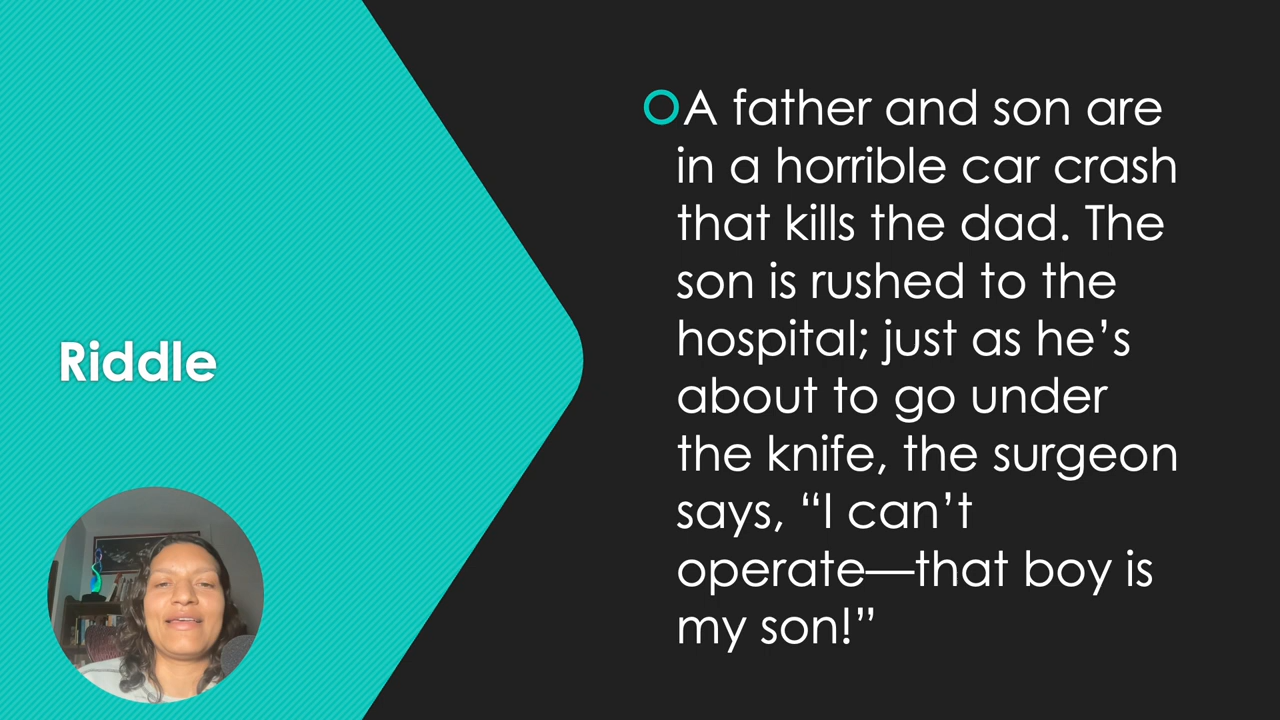 Riddle
A father and son are
in a horrible car crash
that kills the dad. The
son is rushed to the
hospital; just as he’s
about to go under
the knife, the surgeon
says, “I can’t
operate—that boy is
my son!”